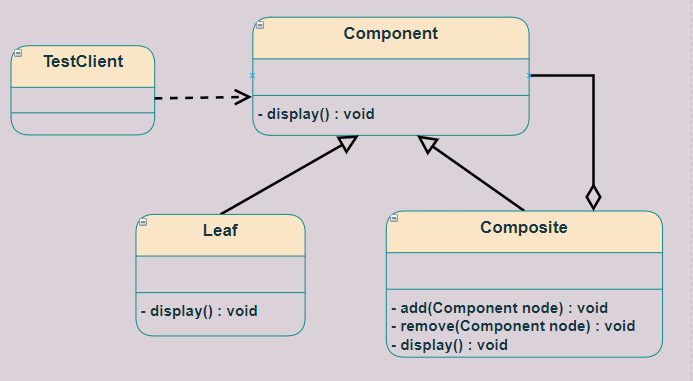 TestClient
Component
- display() : void
Leaf
- display() : void
Composite
- add(Component node) : void
- remove(Component node) : void
- display() : void